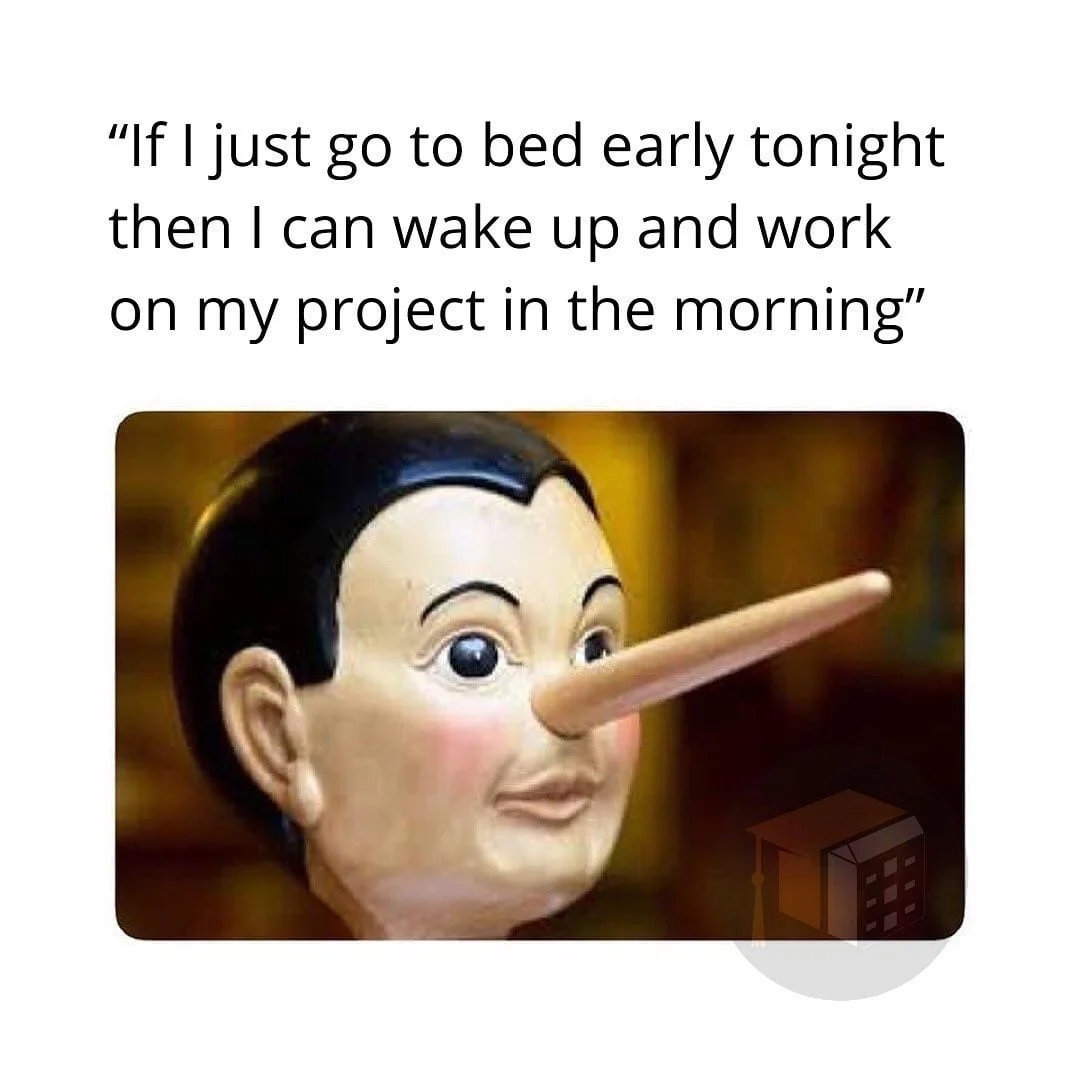 “If I just go to bed early tonight
then I can wake up and work
on my project in the morning”